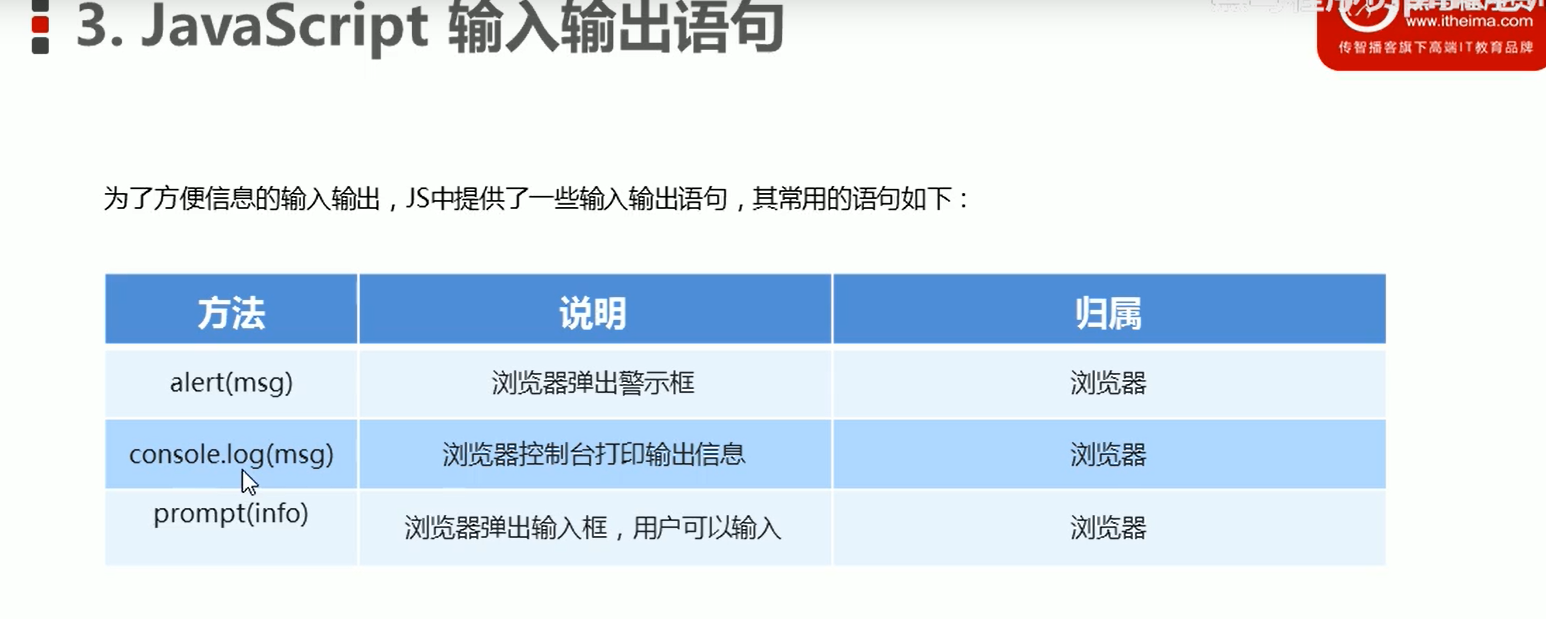 3. JavaScript 输入输出语句
www.itheima.com
传智播客旗下高端IT教育品牌
为了方便信息的输入输出，JS中提供了一些输入输出语句，其常用的语句如下：
方法 说明 归属
alert(msg) 浏览器弹出警示框 浏览器
console.log(msg) 浏览器控制台打印输出信息 浏览器
prompt(info) 浏览器弹出输入框，用户可以输入 浏览器